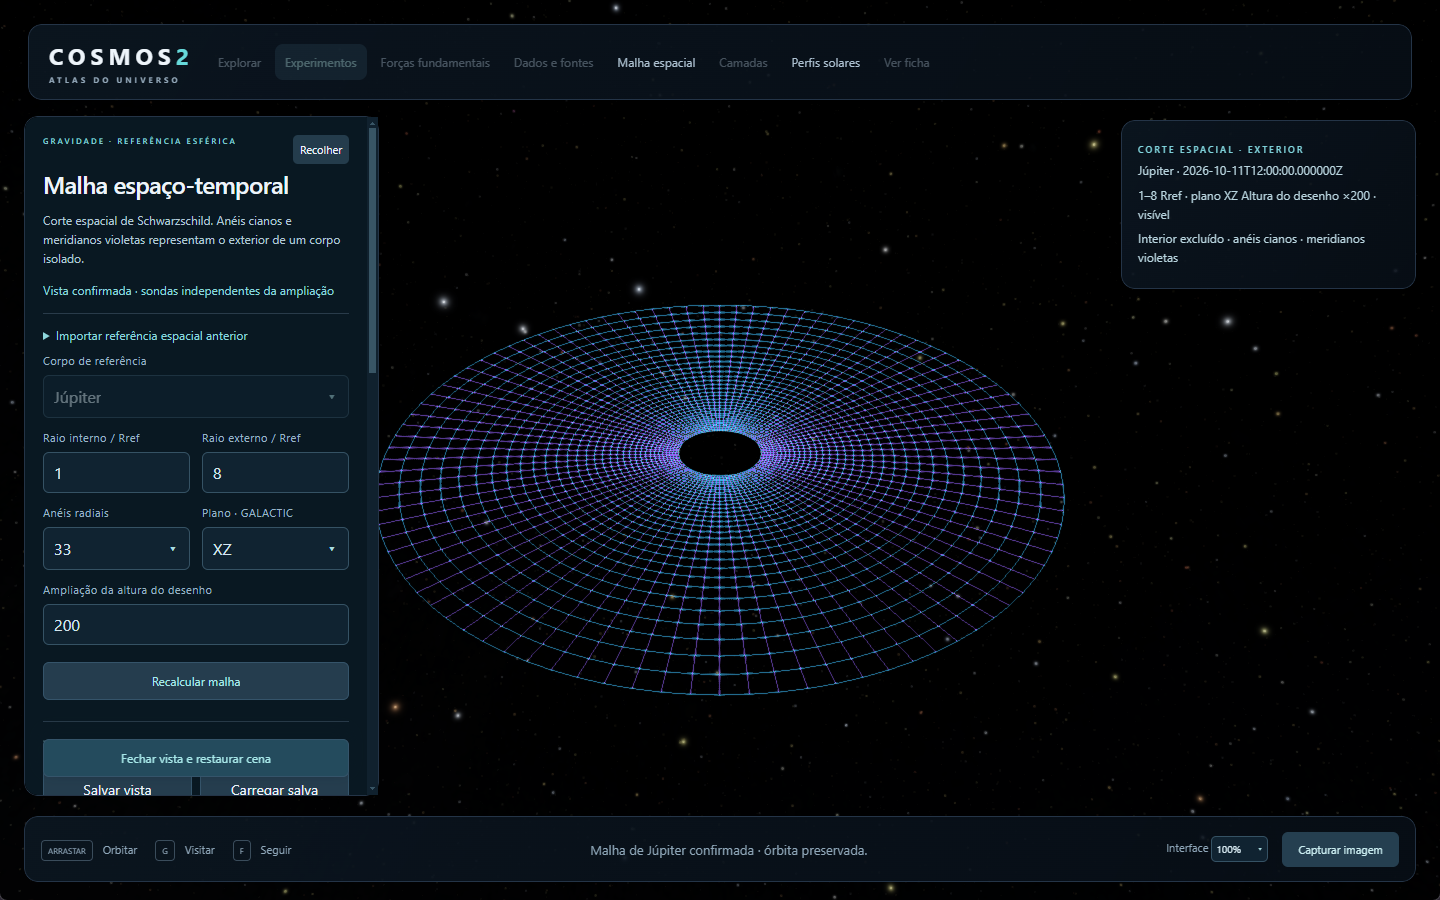 COSMOS2
ATLAS DO UNIVERSO
Explorar
Experimentos
Forças fundamentais
Dados e fontes
Malha espacial
Camadas
Perfis solares
Ver ficha
GRAVIDADE · REFERÊNCIA ESFÉRICA
Recolher
Malha espaço-temporal
Corte espacial de Schwarzschild. Anéis cianos e
meridianos violetas representam o exterior de um corpo
isolado.
Vista confirmada · sondas independentes da ampliação
Importar referência espacial anterior
Corpo de referência
Júpiter
Raio interno / Rref
Raio externo / Rref
1
8
Anéis radiais
Plano · GALACTIC
33
XZ
Ampliação da altura do desenho
200
Recalcular malha
Fechar vista e restaurar cena
Salvar vista
Carregar salva
CORTE ESPACIAL · EXTERIOR
Júpiter · 2026-10-11T12:00:00.000000Z
1–8 Rref · plano XZ Altura do desenho ×200 ·
visível
Interior excluído · anéis cianos · meridianos
violetas
ARRASTAR Orbitar
G Visitar
F Seguir
Malha de Júpiter confirmada · órbita preservada.
Interface 100%
Capturar imagem